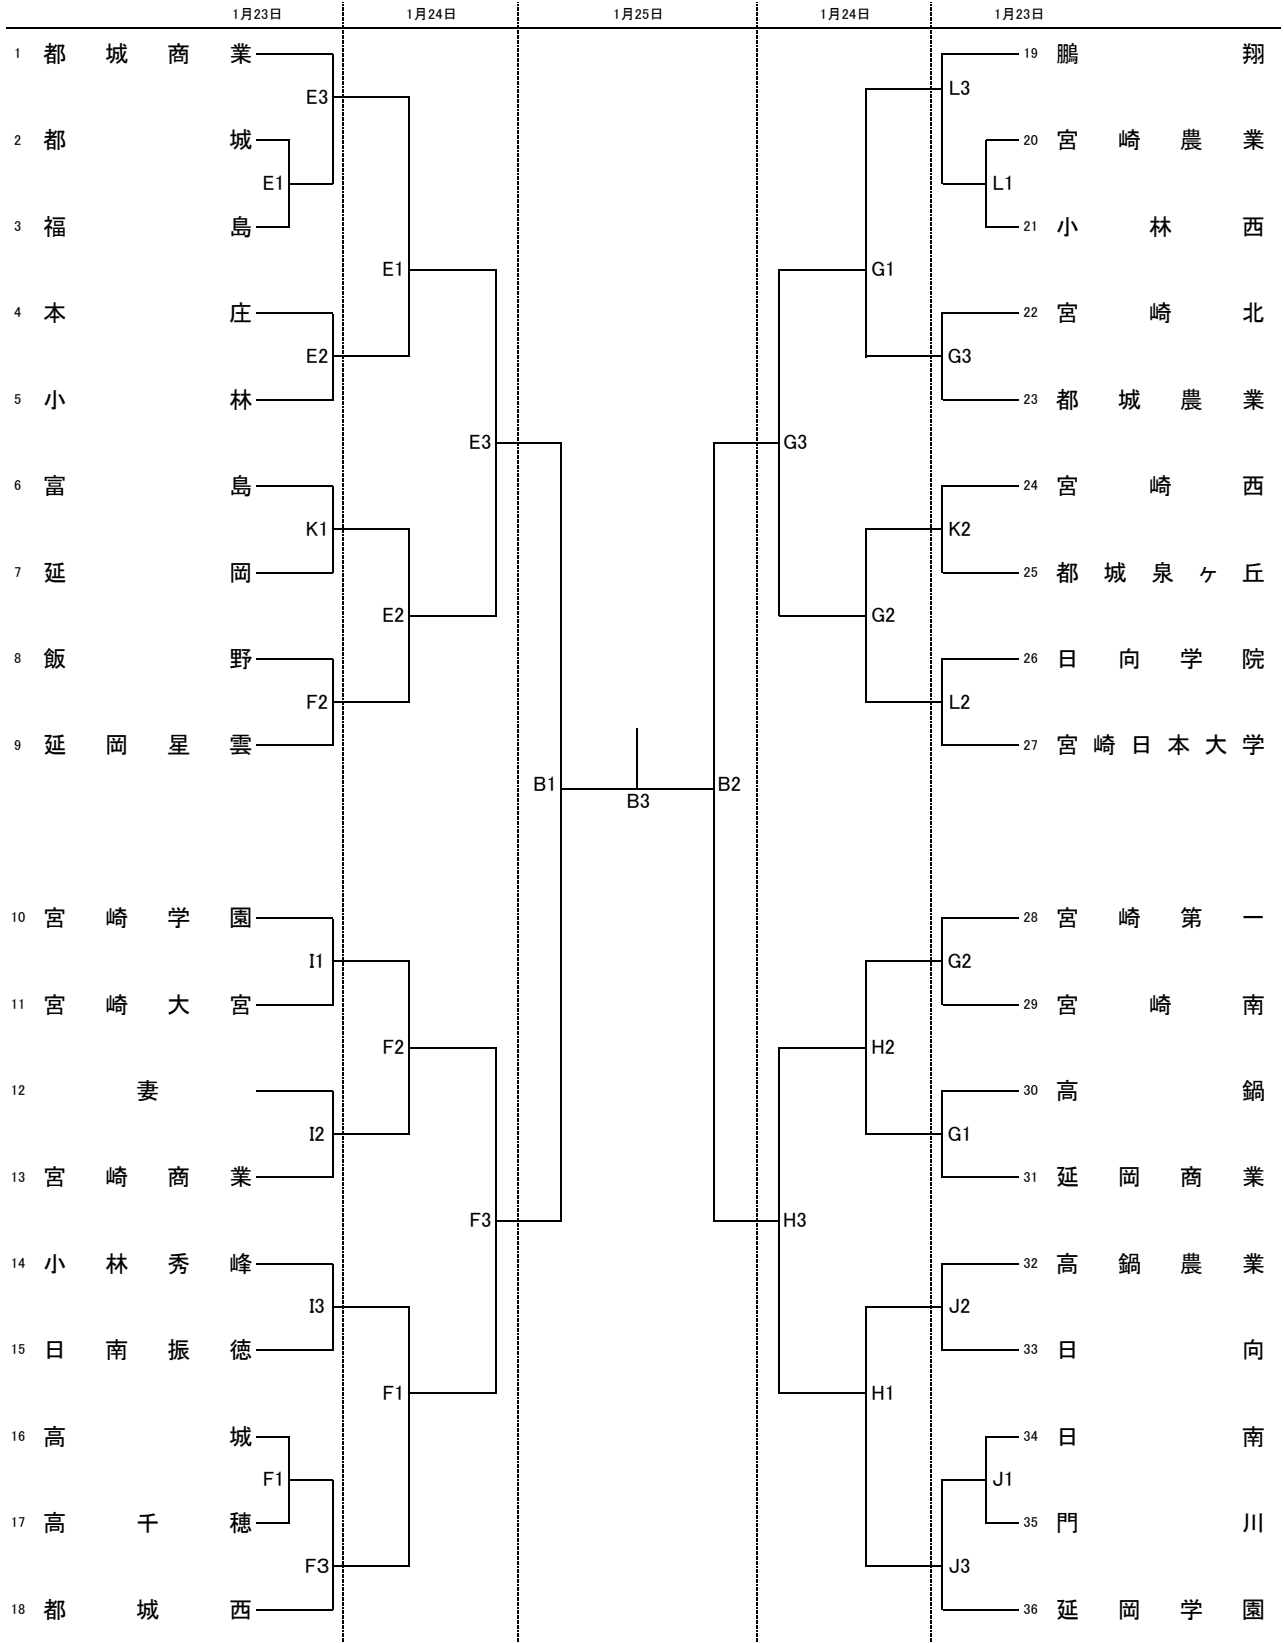 1月23日 1月24日 1月25日 1月24日 1月23日
1 都城商業 19 鵬翔
E3 L3
2 都城 20 宮崎農業
E1 L1
3 福島 21 小林西
E1 G1
4 本庄 22 宮崎北
E2 G3
5 小林 23 都城農業
E3 G3
6 富島 24 宮崎西
K1 K2
7 延岡 25 都城泉ヶ丘
E2 G2
8 飯野 26 日向学院
F2 L2
9 延岡星雲 27 宮崎日本大学
B1 B2
B3
10 宮崎学園 28 宮崎第一
I1 G2
11 宮崎大宮 29 宮崎南
F2 H2
12 妻 30 高鍋
I2 G1
13 宮崎商業 31 延岡商業
F3 H3
14 小林秀峰 32 高鍋農業
I3 J2
15 日南振徳 33 日向
F1 H1
16 高城 34 日南
F1 J1
17 高千穂 35 門川
F3 J3
18 都城西 36 延岡学園